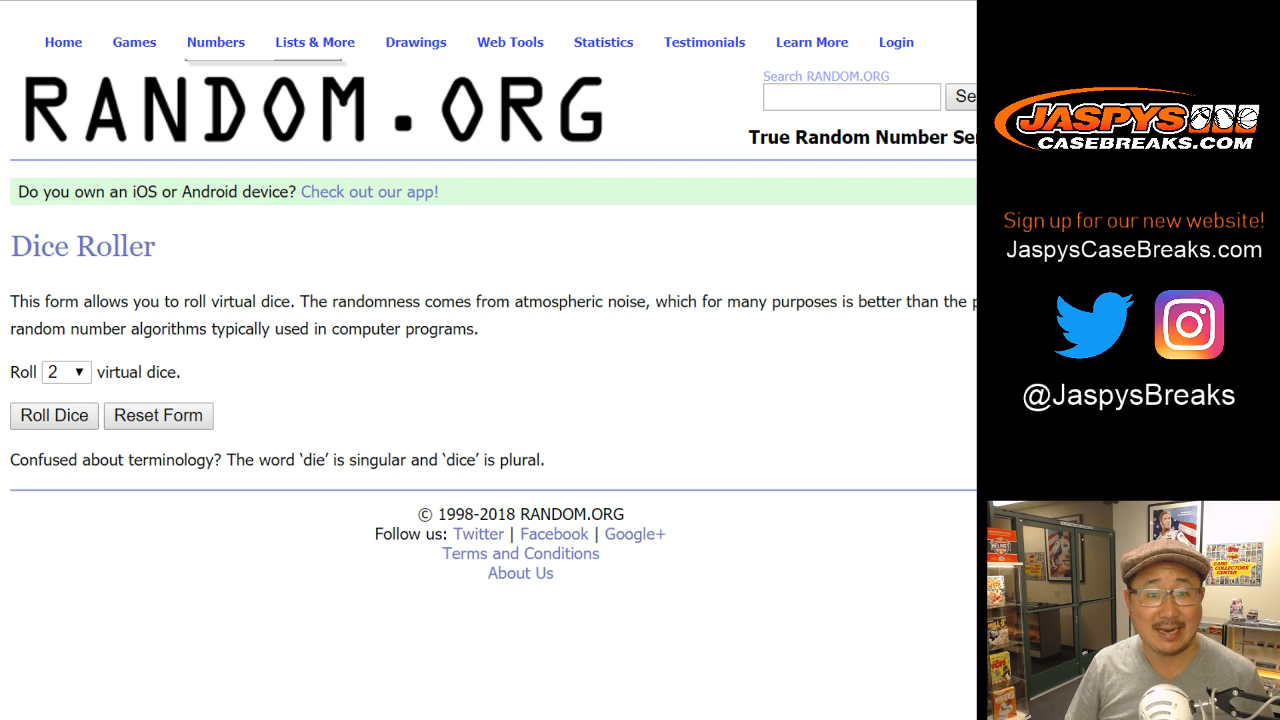 Home Games Numbers Lists & More Drawings Web Tools Statistics Testimonials Learn More Login
RANDOM.ORG
Search RANDOM.ORG
Se
True Random Number Ser
Do you own an iOS or Android device? Check out our app!
Dice Roller
This form allows you to roll virtual dice. The randomness comes from atmospheric noise, which for many purposes is better than the p
random number algorithms typically used in computer programs.
Roll 2 virtual dice.
Roll Dice Reset Form
Confused about terminology? The word ‘die’ is singular and ‘dice’ is plural.
© 1998-2018 RANDOM.ORG
Follow us: Twitter | Facebook | Google+
Terms and Conditions
About Us
JASPYS
CASEBREAKS.COM
Sign up for our new website!
JaspysCaseBreaks.com
@JaspysBreaks
topps
CARD
COLLECTORS
CENTER